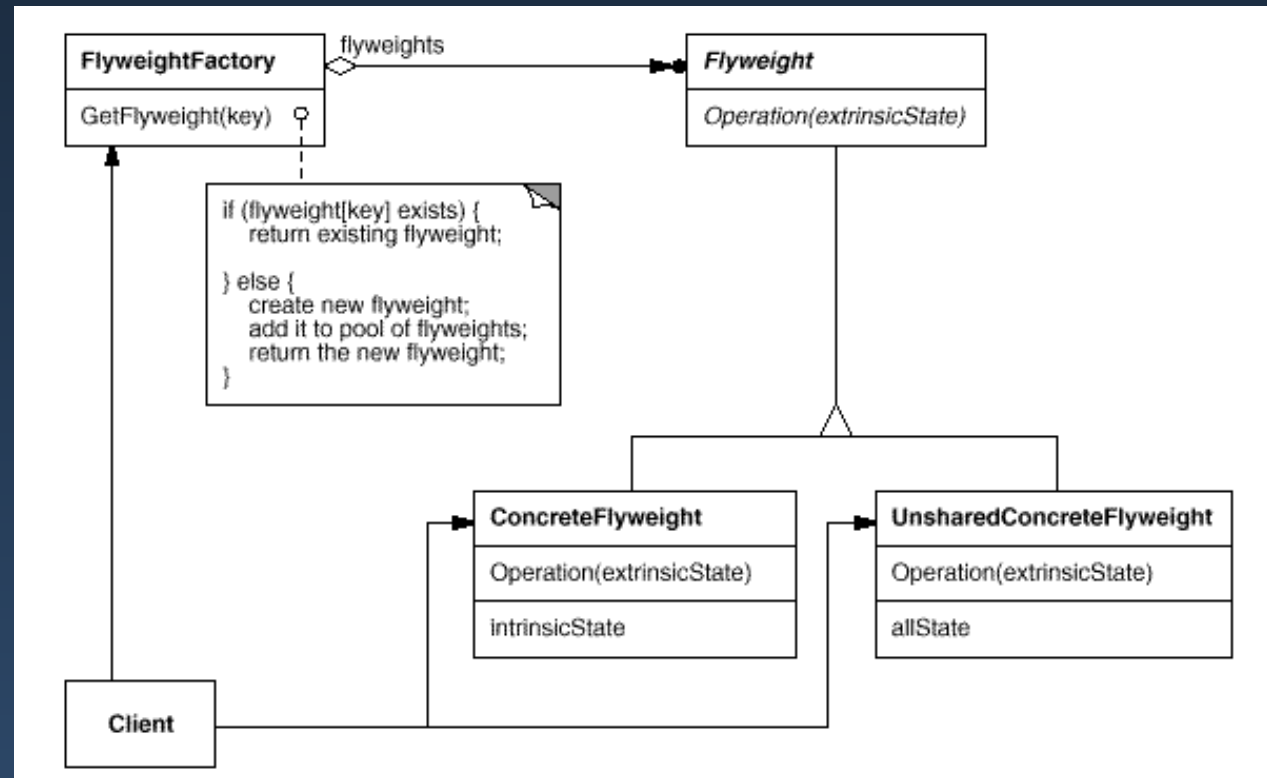 FlyweightFactory
GetFlyweight(key)
flyweights
Flyweight
Operation(extrinsicState)
if (flyweight[key] exists) {
return existing flyweight;
} else {
create new flyweight;
add it to pool of flyweights;
return the new flyweight;
}
ConcreteFlyweight
Operation(extrinsicState)
intrinsicState
UnsharedConcreteFlyweight
Operation(extrinsicState)
allState
Client